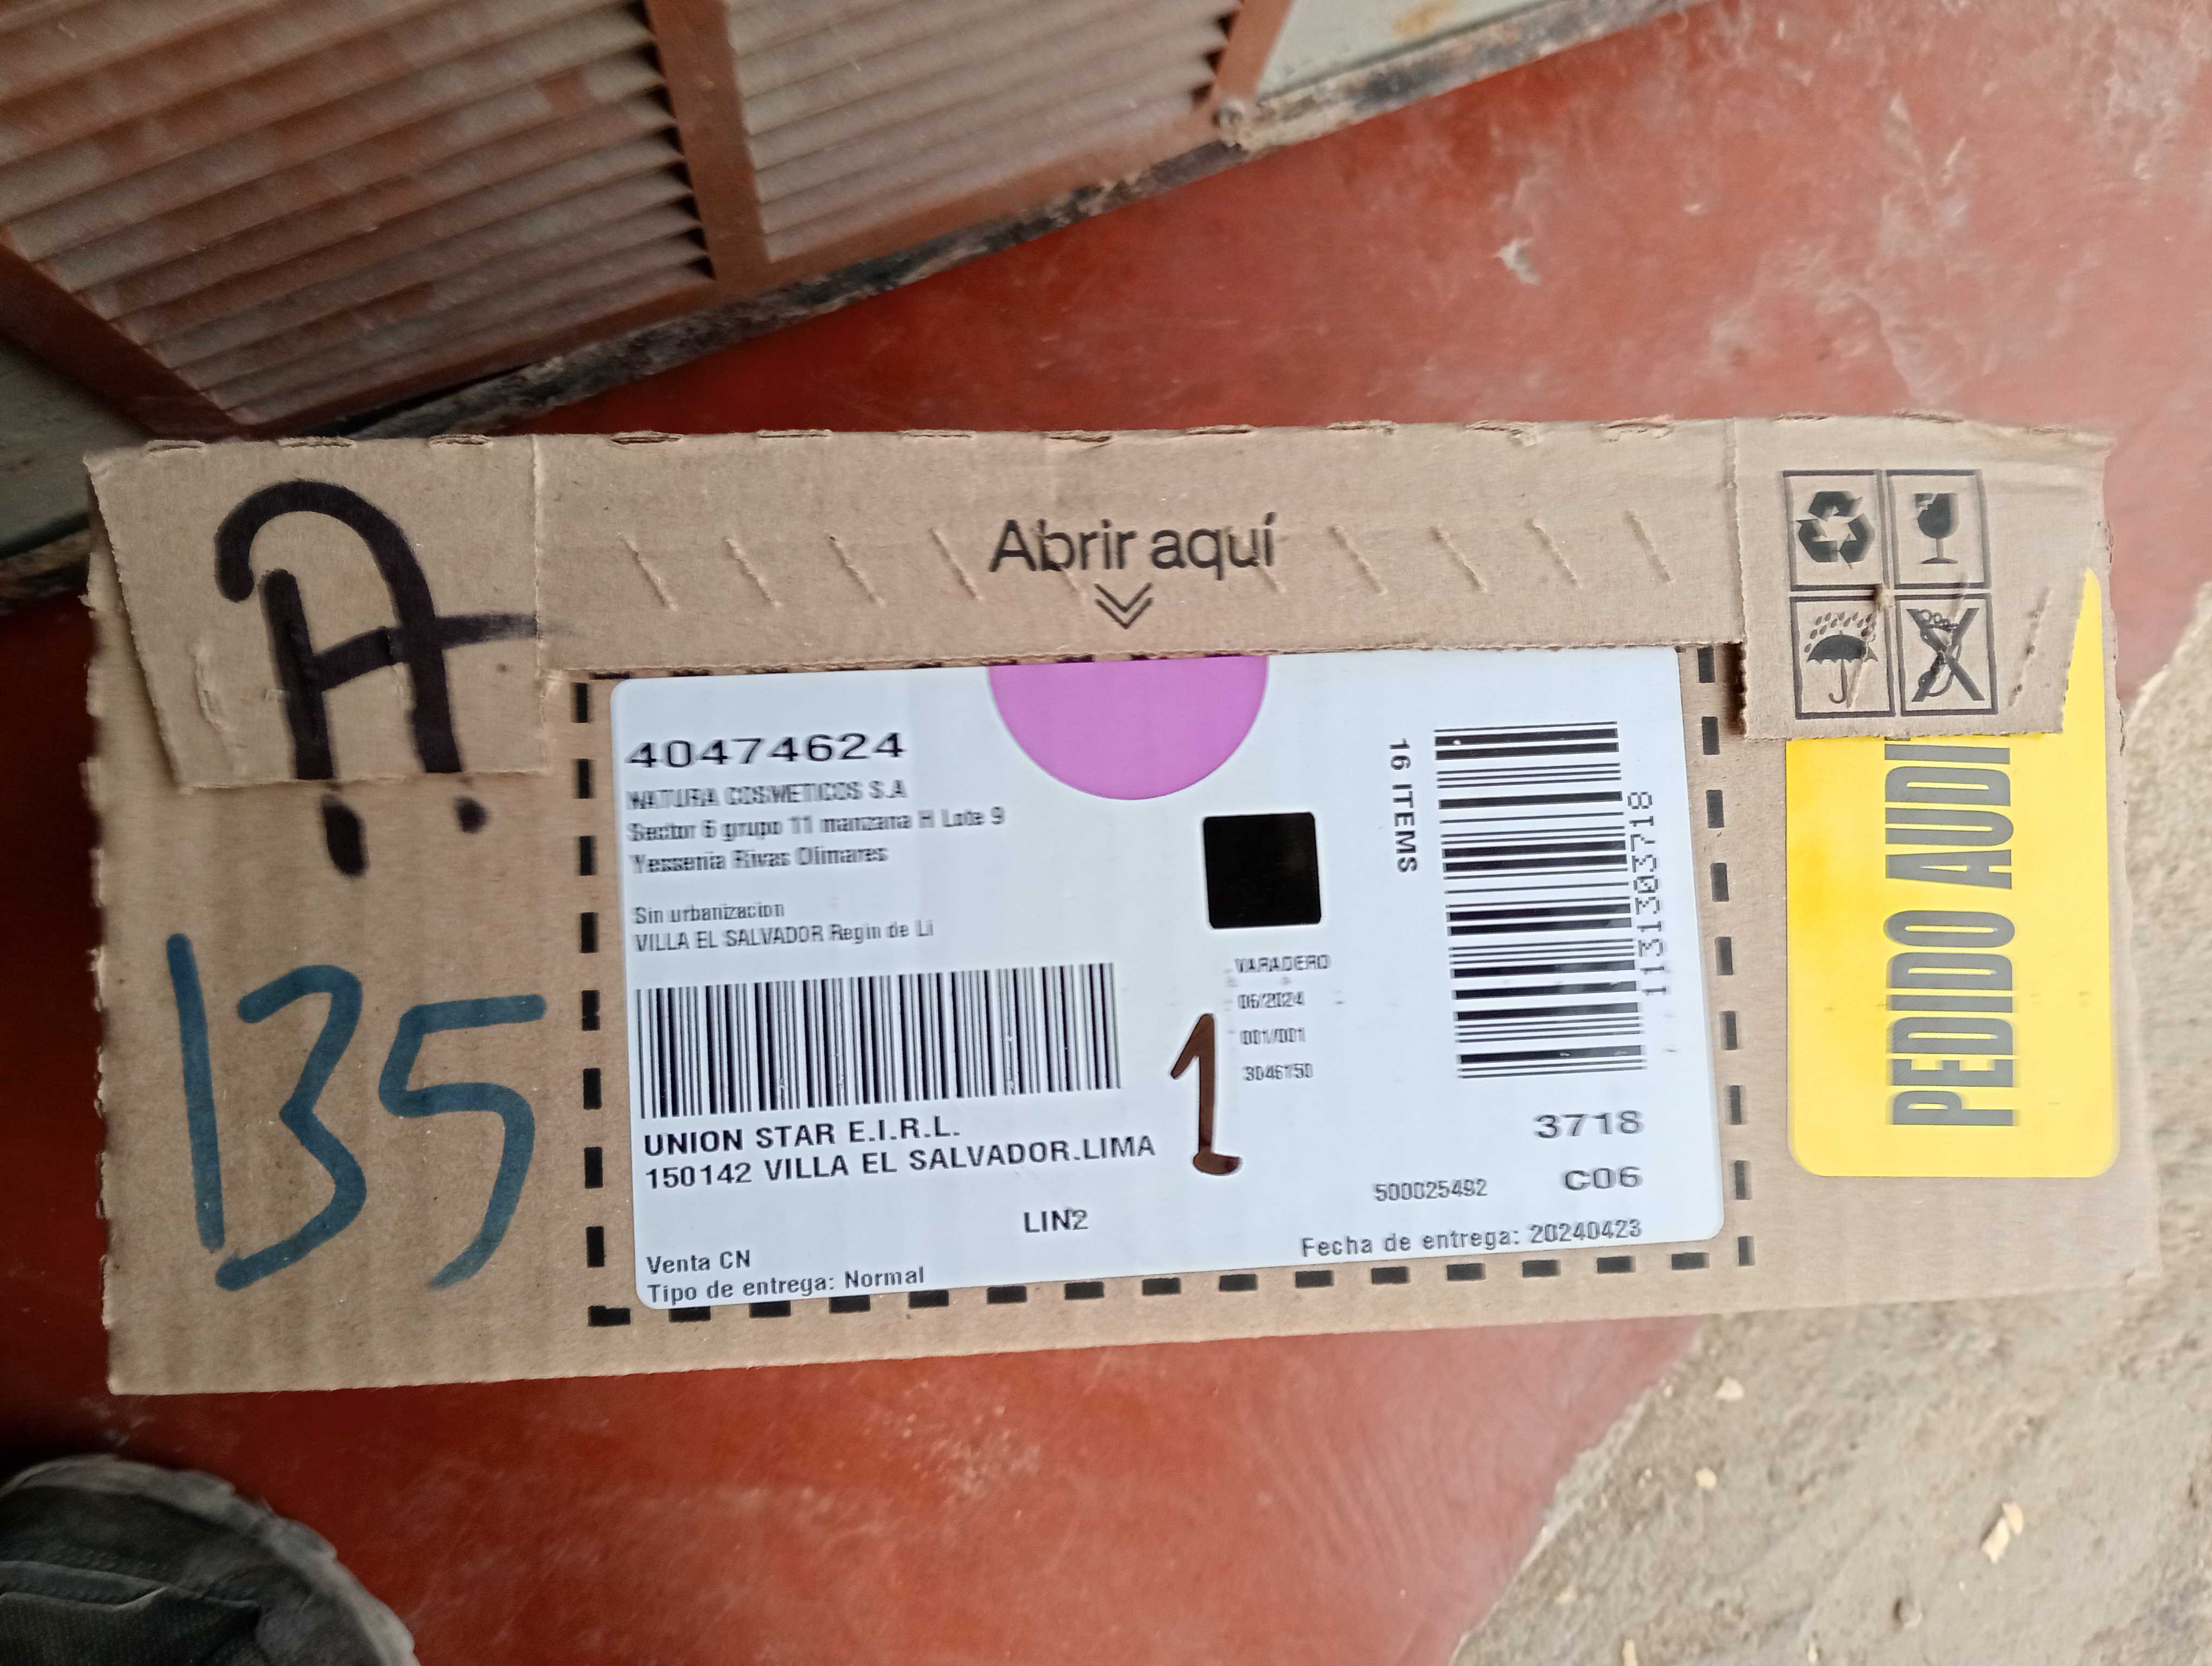 A
135
Abrir aquí
40474624
NATURA COSMETICOS S.A
Sector 6 grupo 11 manzana H Lote 9
Yessenia Rivas Olimares
Sin urbanizacion
VILLA EL SALVADOR Regin de Li
UNION STAR E.I.R.L.
150142 VILLA EL SALVADOR.LIMA
LIN2
Venta CN
Tipo de entrega: Normal
VARADERO
06/2024
001/001
1
16 ITEMS
1131303718
3718
500025492
C06
Fecha de entrega: 20240423
PEDIDO AUDI